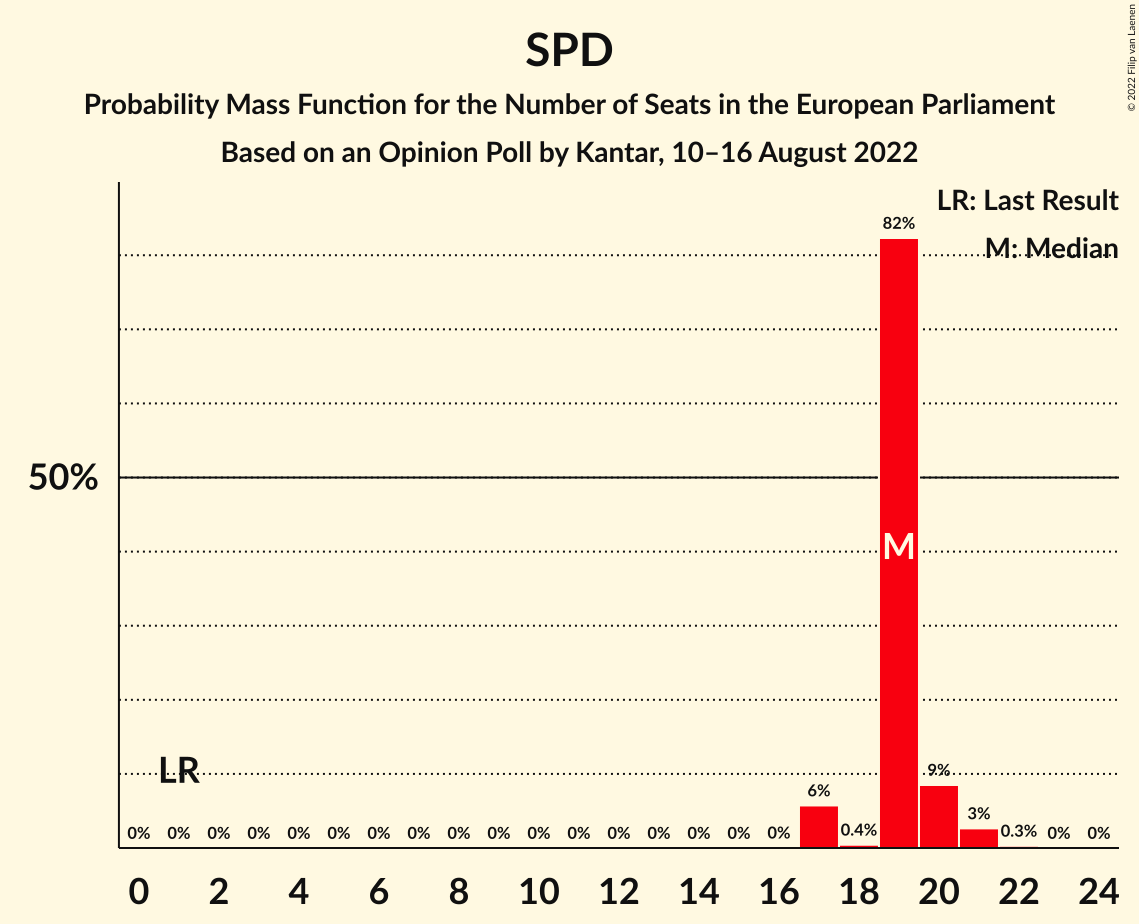 SPD
Probability Mass Function for the Number of Seats in the European Parliament
Based on an Opinion Poll by Kantar, 10–16 August 2022
© 2022 Filip van Laenen
LR: Last Result
M: Median
82%
50%
M
LR
9%
6%
3%
0% 0% 0% 0% 0% 0% 0% 0% 0% 0% 0% 0% 0% 0% 0% 0% 0% 0.4% 0.3% 0% 0%
0 2 4 6 8 10 12 14 16 18 20 22 24